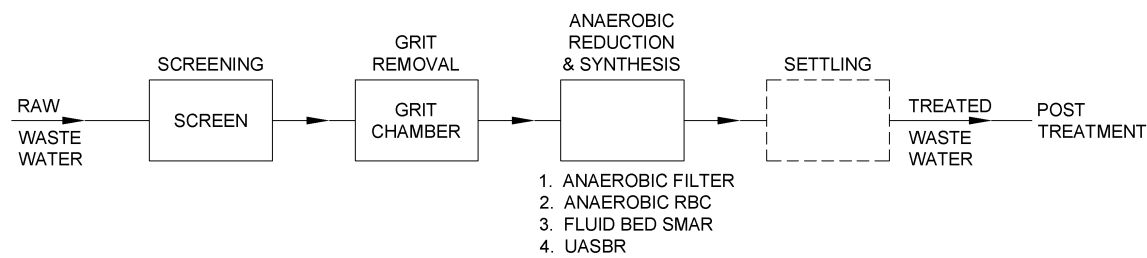 RAW
WASTE
WATER
SCREENING
SCREEN
GRIT
REMOVAL
GRIT
CHAMBER
ANAEROBIC
REDUCTION
& SYNTHESIS
1. ANAEROBIC FILTER
2. ANAEROBIC RBC
3. FLUID BED SMAR
4. UASBR
SETTLING
TREATED
WASTE
WATER
POST
TREATMENT